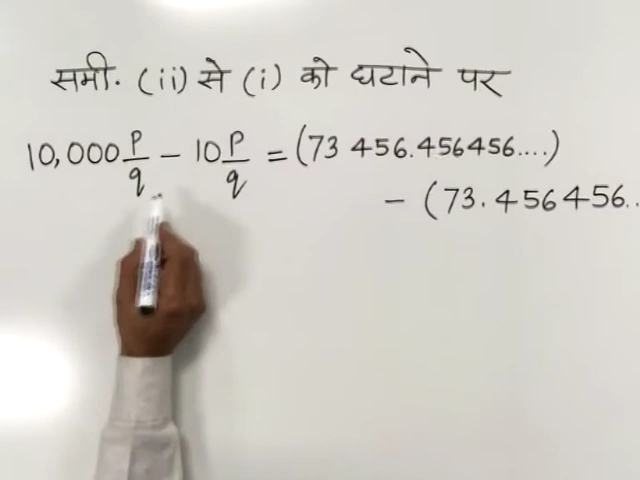 समी. (ii) से (i) को घटाने पर
10,000 p/q - 10 p/q = (73 456.456456....)
- (73.456456..